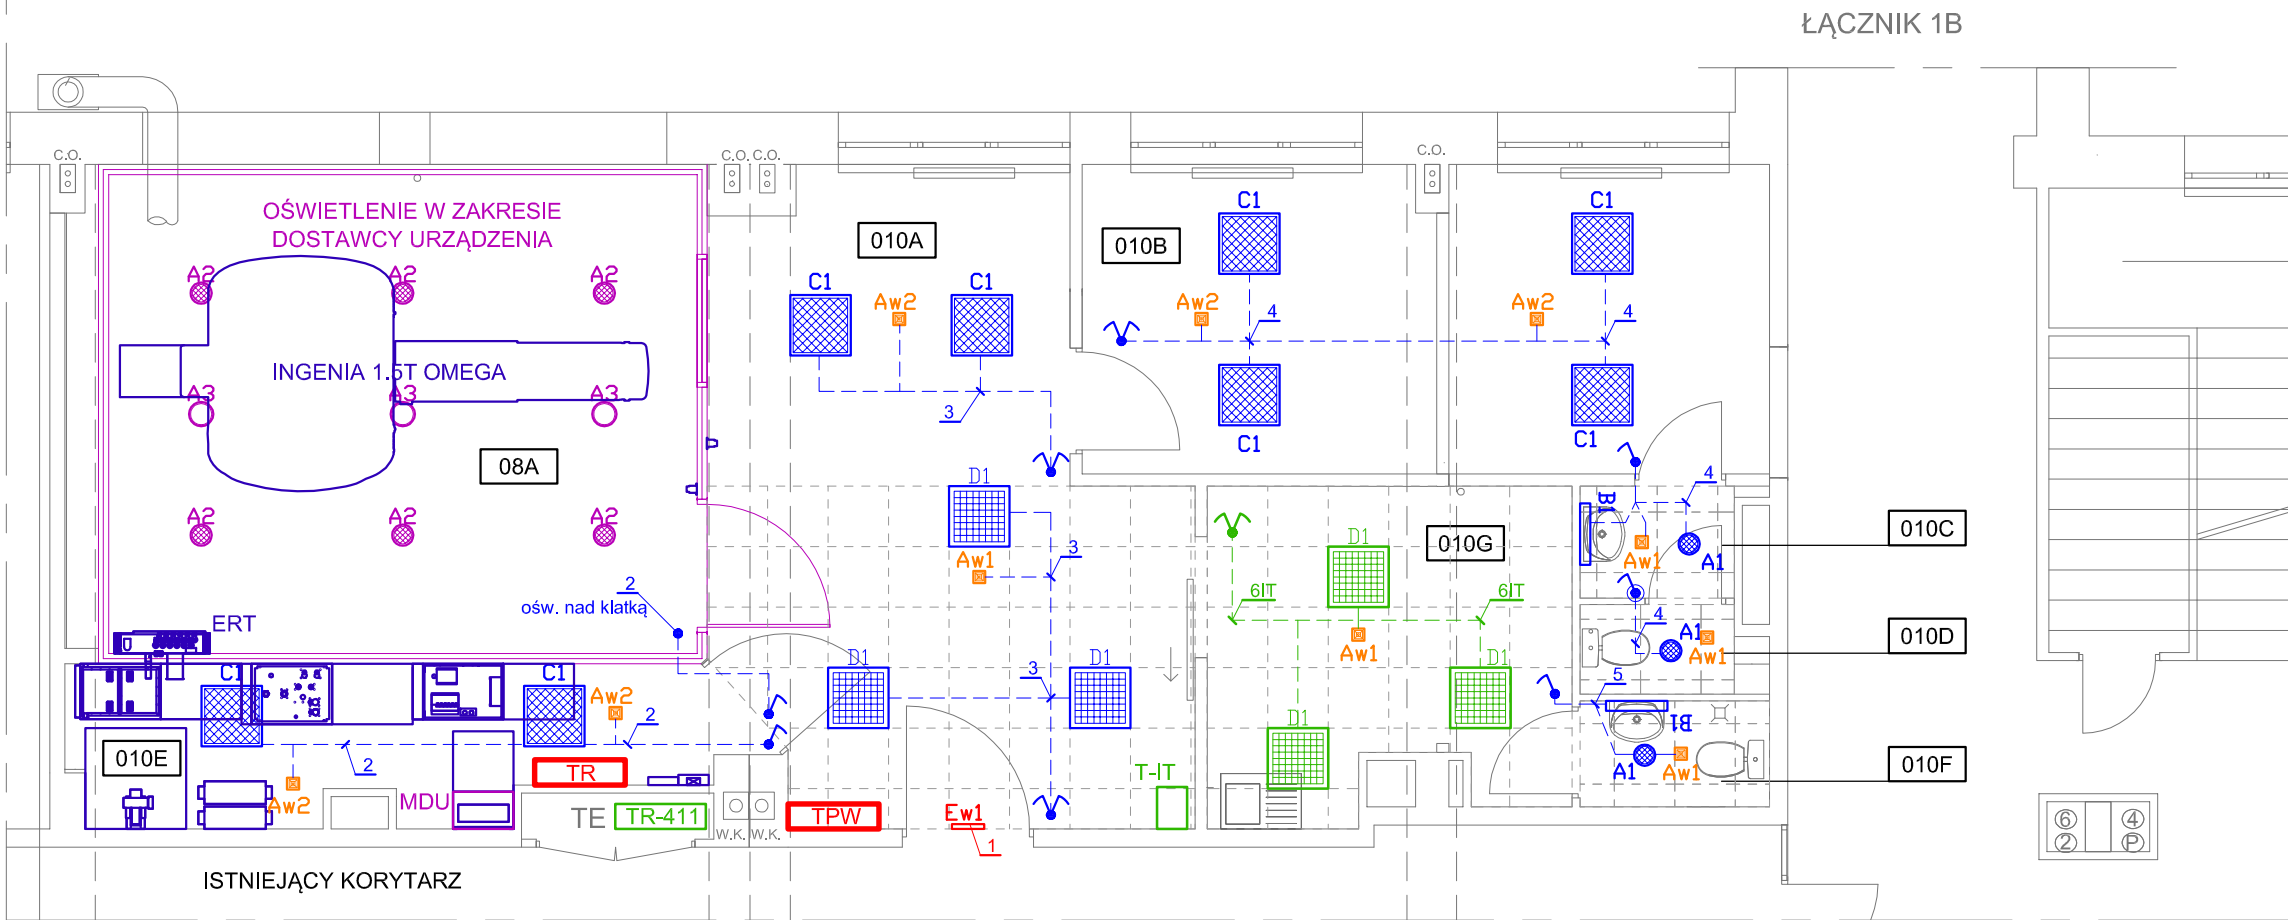 ŁĄCZNIK 1B
C.O.
C.O. C.O.
C.O.
OŚWIETLENIE W ZAKRESIE
DOSTAWCY URZĄDZENIA
010A
010B
C1
C1
A2
A2
A2
C1
C1
Aw2
Aw2
Aw2
4
4
INGENIA 1.5T OMEGA
A3
A3
A3
3
C1
C1
08A
D1
4
B1
A2
A2
A2
010G
010C
D1
3
Aw1
Aw1
A1
2
ośw. nad klatką
6IT
6IT
ERT
4
A1
Aw1
010D
Aw1
D1
D1
D1
3
C1
C1
Aw2
2
5
B1
D1
010E
2
TR
T-IT
A1
Aw1
010F
Aw2
MDU
TE
TR-411
W.K. W.K.
TPW
Ew1
1
6
4
2
P
ISTNIEJĄCY KORYTARZ